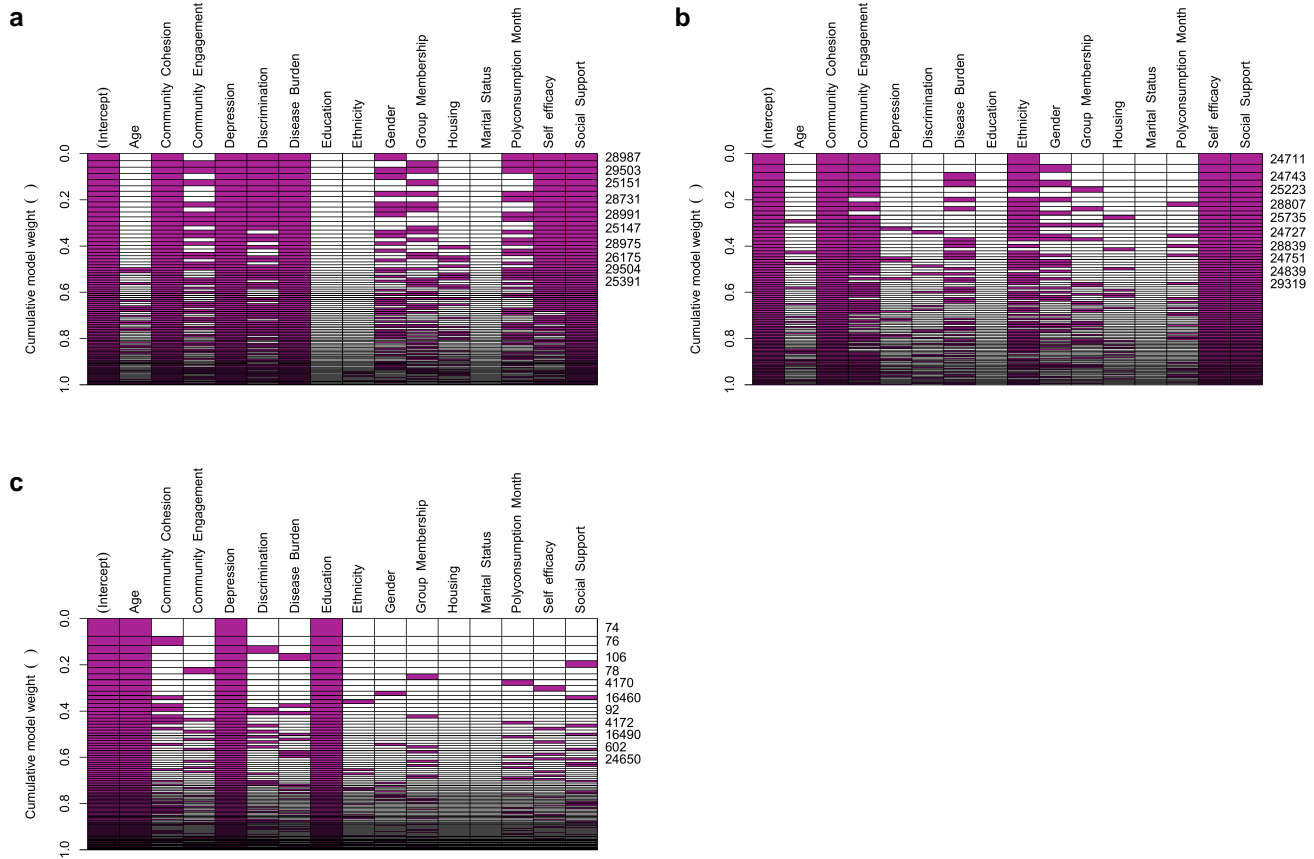 a
(Intercept)
Age
Community Cohesion
Community Engagement
Depression
Discrimination
Disease Burden
Education
Ethnicity
Gender
Group Membership
Housing
Marital Status
Polyconsumption Month
Self efficacy
Social Support
Cumulative model weight ( )
0.0
0.2
0.4
0.6
0.8
1.0
28987
29503
25151
28731
28991
25147
28975
26175
29504
25391
b
(Intercept)
Age
Community Cohesion
Community Engagement
Depression
Discrimination
Disease Burden
Education
Ethnicity
Gender
Group Membership
Housing
Marital Status
Polyconsumption Month
Self efficacy
Social Support
Cumulative model weight ( )
0.0
0.2
0.4
0.6
0.8
1.0
24711
24743
25223
28807
25735
24727
28839
24751
24839
29319
c
(Intercept)
Age
Community Cohesion
Community Engagement
Depression
Discrimination
Disease Burden
Education
Ethnicity
Gender
Group Membership
Housing
Marital Status
Polyconsumption Month
Self efficacy
Social Support
Cumulative model weight ( )
0.0
0.2
0.4
0.6
0.8
1.0
74
76
106
78
4170
16460
92
4172
16490
602
24650